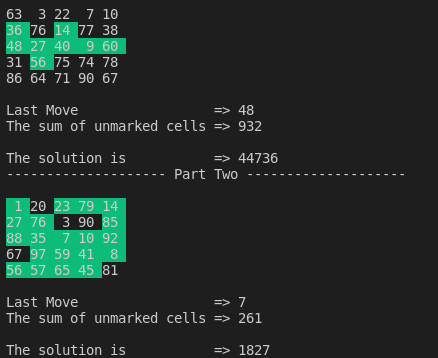 63  3 22  7 10
36 76 14 77 38
48 27 40  9 60
31 56 75 74 78
86 64 71 90 67
Last Move                 => 48
The sum of unmarked cells => 932
The solution is           => 44736
-------------------- Part Two --------------------
 1 20 23 79 14
27 76  3 90 85
88 35  7 10 92
67 97 59 41  8
56 57 65 45 81
Last Move                 => 7
The sum of unmarked cells => 261
The solution is           => 1827